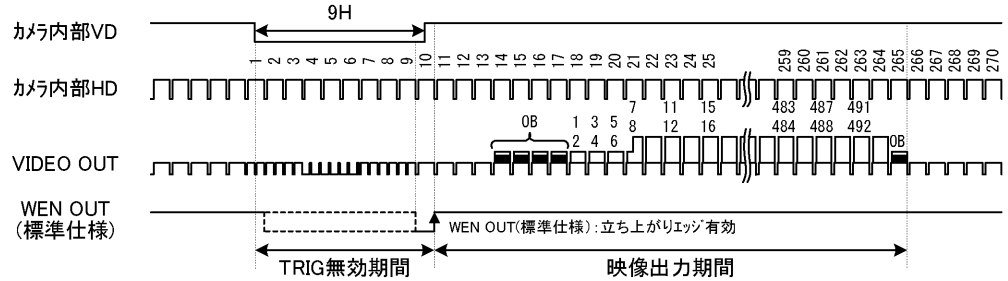 9H
カメラ内部VD
1 2 3 4 5 6 7 8 9 10 11 12 13 14 15 16 17 18 19 20 21 22 23 24 25 259 260 261 262 263 264 265 266 267 268 269 270
カメラ内部HD
OB 1 3 5 7 11 15 483 487 491
2 4 6 8 12 16 484 488 492 OB
VIDEO OUT
WEN OUT
(標準仕様)
WEN OUT(標準仕様):立ち上がりエッジ有効
TRIG無効期間
映像出力期間